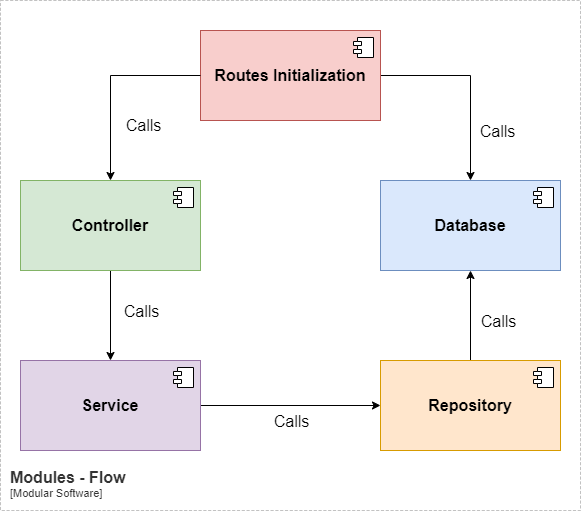 Routes Initialization
Calls
Calls
Controller
Database
Calls
Calls
Service
Repository
Calls
Modules - Flow
[Modular Software]